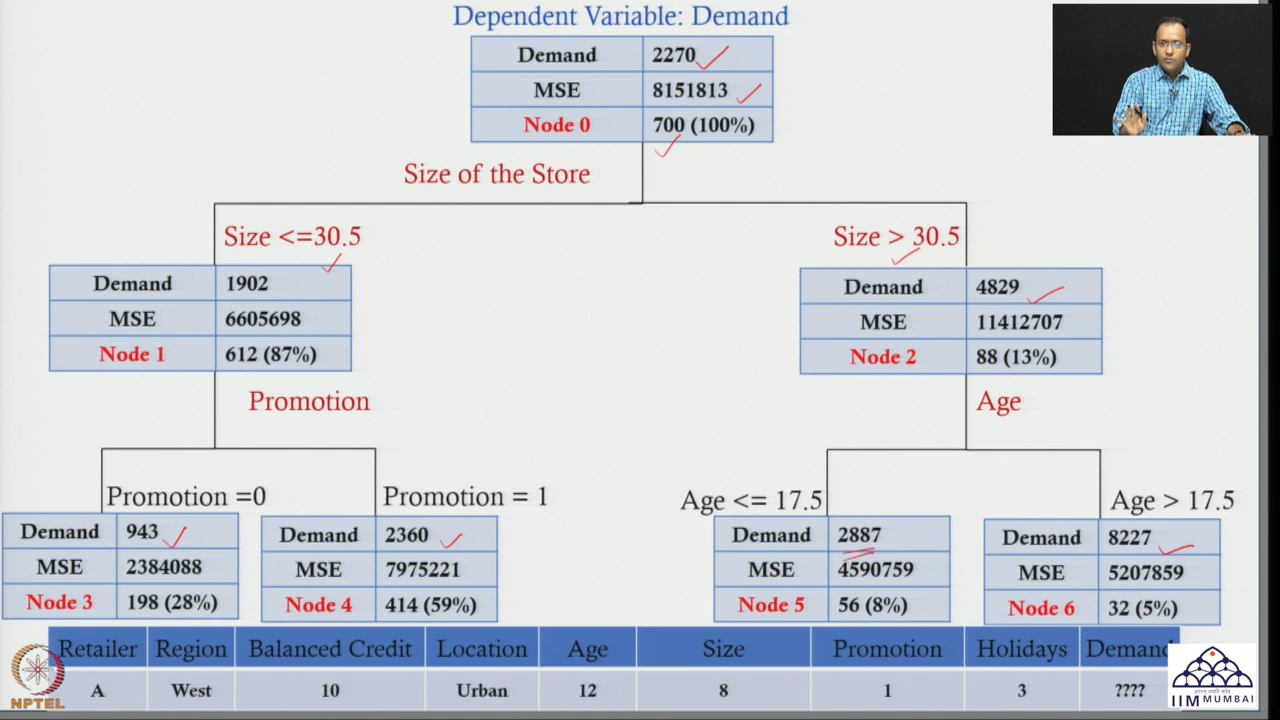 Dependent Variable: Demand
Demand 2270
MSE 8151813
Node 0 700 (100%)
Size of the Store
Size <=30.5
Size > 30.5
Demand 1902
MSE 6605698
Node 1 612 (87%)
Demand 4829
MSE 11412707
Node 2 88 (13%)
Promotion
Age
Promotion =0
Promotion = 1
Age <= 17.5
Age > 17.5
Demand 943
MSE 2384088
Node 3 198 (28%)
Demand 2360
MSE 7975221
Node 4 414 (59%)
Demand 2887
MSE 4590759
Node 5 56 (8%)
Demand 8227
MSE 5207859
Node 6 32 (5%)
Retailer Region Balanced Credit Location Age Size Promotion Holidays Demand
A West 10 Urban 12 8 1 3 ????
NPTEL
IIM MUMBAI